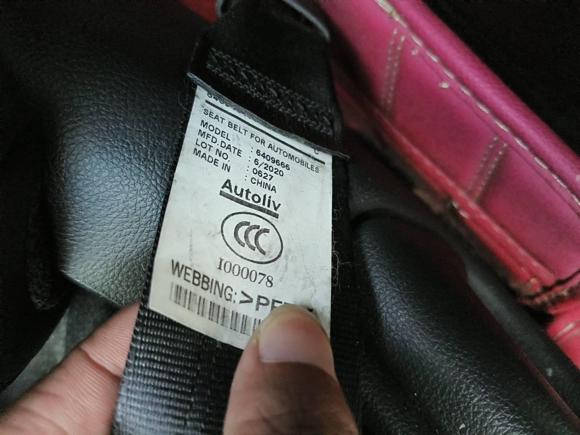 SEAT BELT FOR AUTOMOBILES
MODEL : 6409666
MFD.DATE : 6/2020
LOT NO. : 0627
MADE IN : CHINA
Autoliv
CCC
I000078
WEBBING: >PE